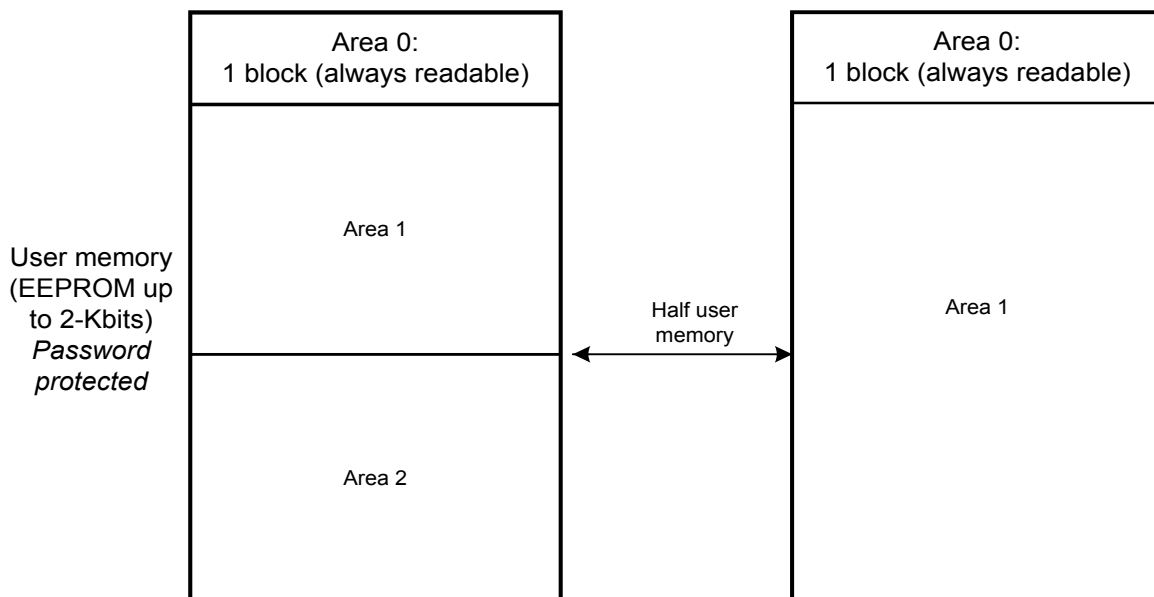 Area 0:
1 block (always readable)
Area 1
Area 2
User memory
(EEPROM up
to 2-Kbits)
Password
protected
Half user
memory
Area 0:
1 block (always readable)
Area 1